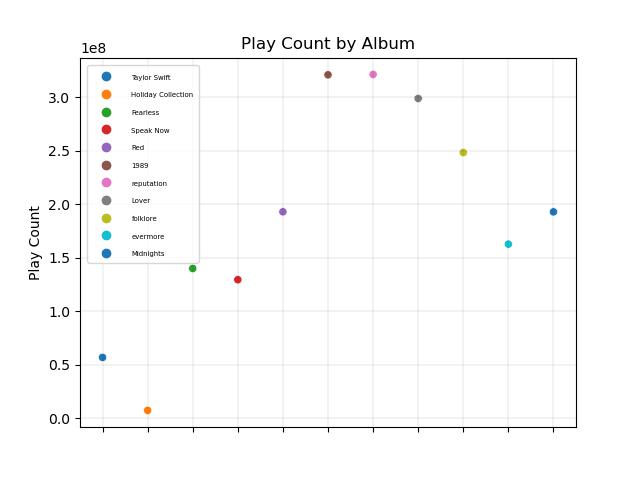 Play Count by Album
1e8
Taylor Swift
Holiday Collection
Fearless
Speak Now
Red
1989
reputation
Lover
folklore
evermore
Midnights
3.0
2.5
2.0
1.5
1.0
0.5
0.0
Play Count